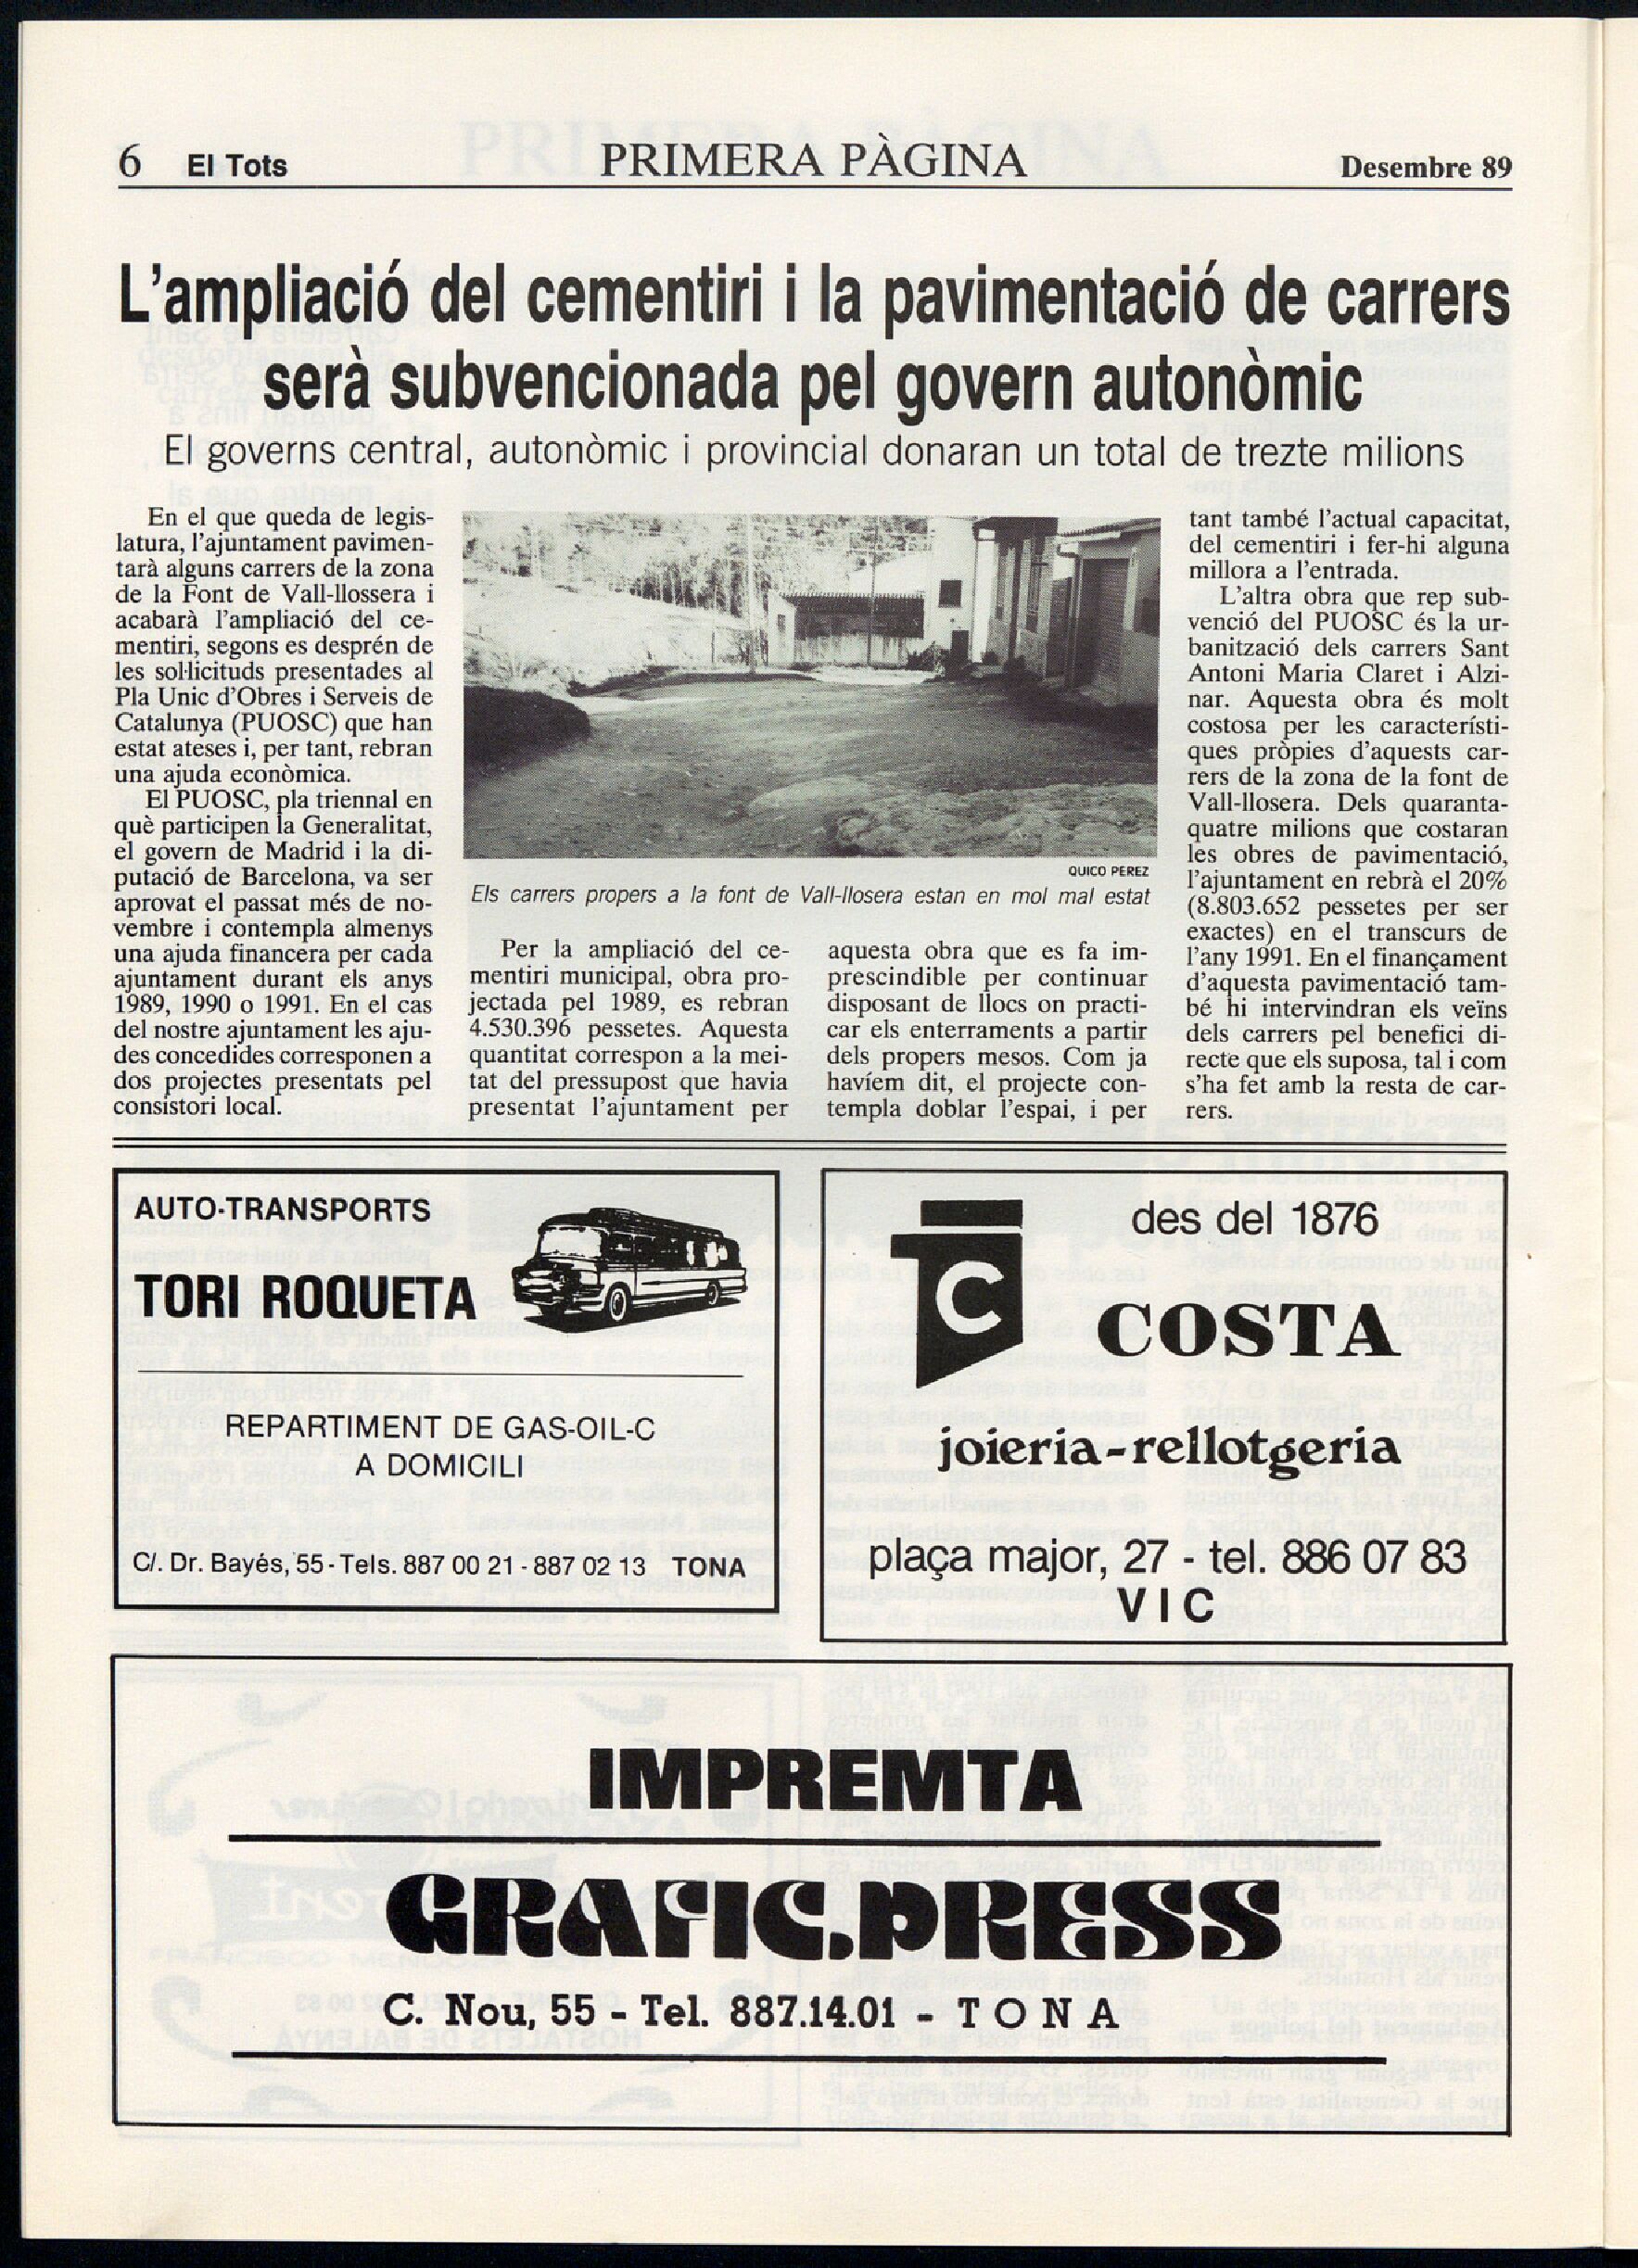 6 El Tots PRIMERA PÀGINA Desembre 89
L'ampliació del cementiri i la pavimentació de carrers
serà subvencionada pel govern autonòmic
El governs central, autonòmic i provincial donaran un total de trezte milions
En el que queda de legis-
latura, l'ajuntament pavimen-
tarà alguns carrers de la zona
de la Font de Vall-llossera i
acabarà l'ampliació del ce-
mentiri, segons es desprén de
les sol·licituds presentades al
Pla Unic d'Obres i Serveis de
Catalunya (PUOSC) que han
estat ateses i, per tant, rebran
una ajuda econòmica.
El PUOSC, pla triennal en
què participen la Generalitat,
el govern de Madrid i la di-
putació de Barcelona, va ser
aprovat el passat més de no-
vembre i contempla almenys
una ajuda financera per cada
ajuntament durant els anys
1989, 1990 o 1991. En el cas
del nostre ajuntament les aju-
des concedides corresponen a
dos projectes presentats pel
consistori local.
QUICO PEREZ
Els carrers propers a la font de Vall-llosera estan en mol mal estat
Per la ampliació del ce-
mentiri municipal, obra pro-
jectada pel 1989, es rebran
4.530.396 pessetes. Aquesta
quantitat correspon a la mei-
tat del pressupost que havia
presentat l'ajuntament per
aquesta obra que es fa im-
prescindible per continuar
disposant de llocs on practi-
car els enterraments a partir
dels propers mesos. Com ja
havíem dit, el projecte con-
templa doblar l'espai, i per
tant també l'actual capacitat,
del cementiri i fer-hi alguna
millora a l'entrada.
L'altra obra que rep sub-
venció del PUOSC és la ur-
banització dels carrers Sant
Antoni Maria Claret i Alzi-
nar. Aquesta obra és molt
costosa per les característi-
ques pròpies d'aquests car-
rers de la zona de la font de
Vall-llosera. Dels quaranta-
quatre milions que costaran
les obres de pavimentació,
l'ajuntament en rebrà el 20%
(8.803.652 pessetes per ser
exactes) en el transcurs de
l'any 1991. En el finançament
d'aquesta pavimentació tam-
bé hi intervindran els veïns
dels carrers pel benefici di-
recte que els suposa, tal i com
s'ha fet amb la resta de car-
rers.
AUTO-TRANSPORTS
TORI ROQUETA
REPARTIMENT DE GAS-OIL-C
A DOMICILI
C/. Dr. Bayés, 55 - Tels. 887 00 21 - 887 02 13 TONA
des del 1876
C
COSTA
joieria-rellotgeria
plaça major, 27 - tel. 886 07 83
VIC
IMPREMTA
GRAFIC.PRESS
C. Nou, 55 - Tel. 887.14.01 - TONA